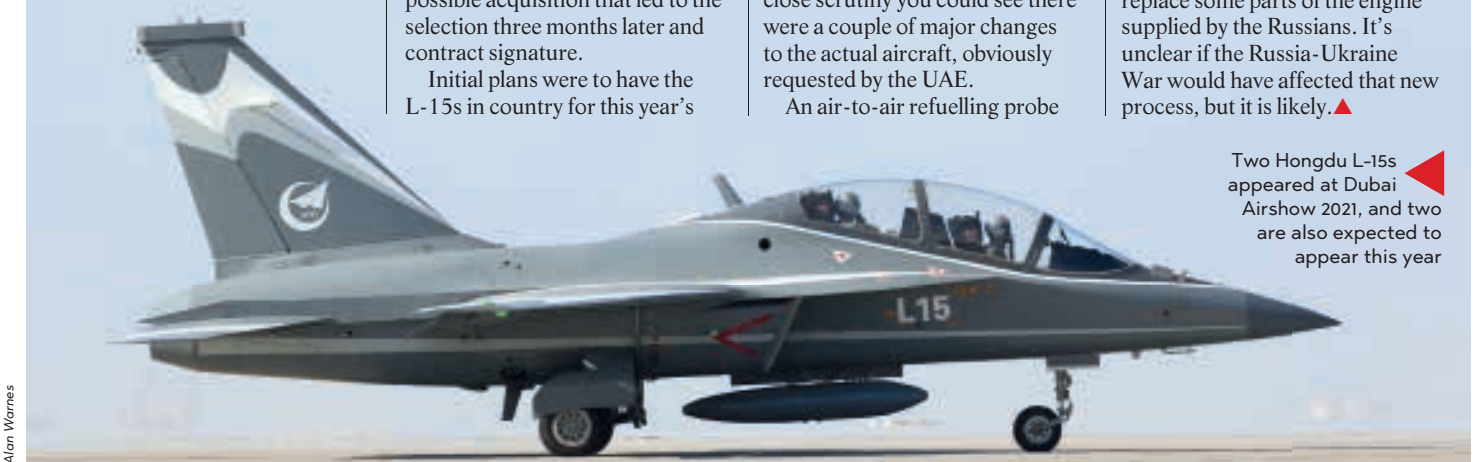 possible acquisition that led to the
selection three months later and
contract signature.
Initial plans were to have the
L-15s in country for this year's
close scrutiny you could see there
were a couple of major changes
to the actual aircraft, obviously
requested by the UAE.
An air-to-air refuelling probe
replace some parts of the engine
supplied by the Russians. It's
unclear if the Russia-Ukraine
War would have affected that new
process, but it is likely.
Two Hongdu L-15s
appeared at Dubai
Airshow 2021, and two
are also expected to
appear this year
L15
Alan Warnes